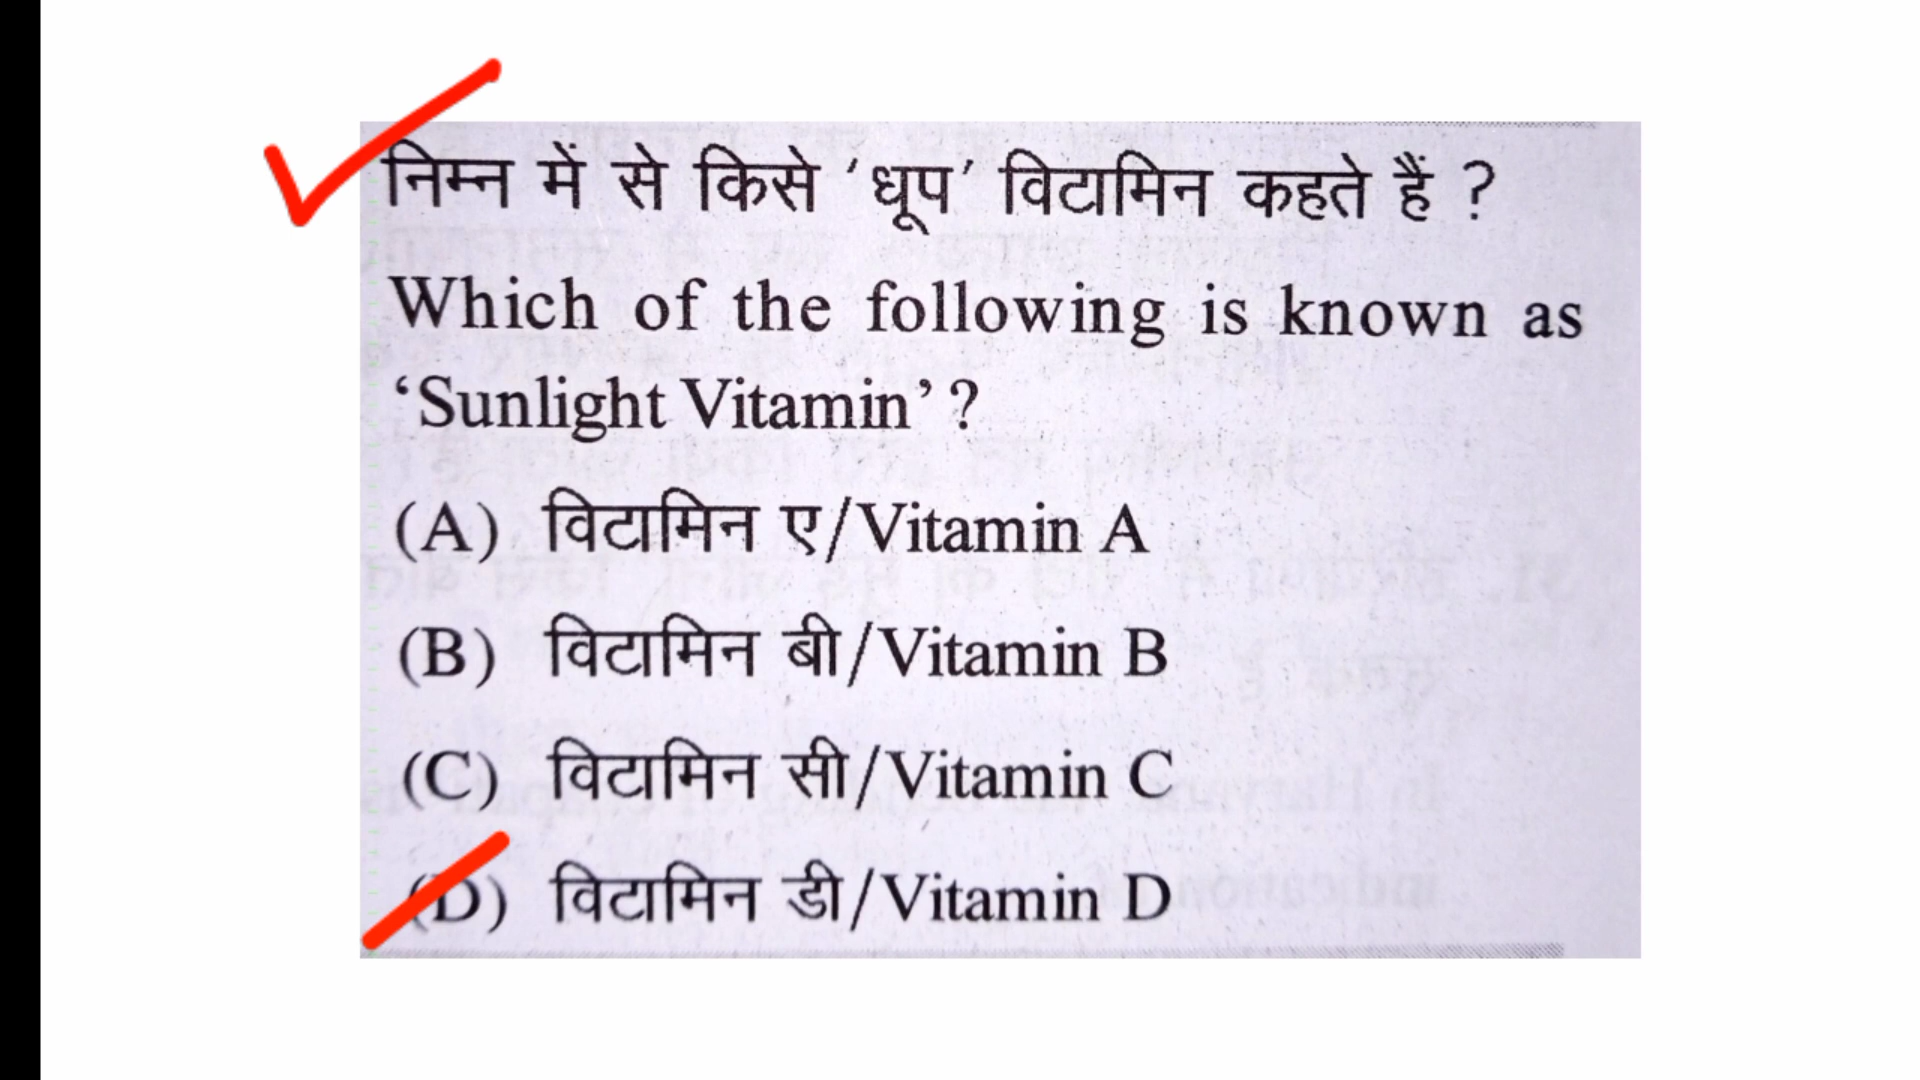 निम्न में से किसे 'धूप' विटामिन कहते हैं ?
Which of the following is known as
‘Sunlight Vitamin’ ?
(A) विटामिन ए/Vitamin A
(B) विटामिन बी/Vitamin B
(C) विटामिन सी/Vitamin C
(D) विटामिन डी/Vitamin D